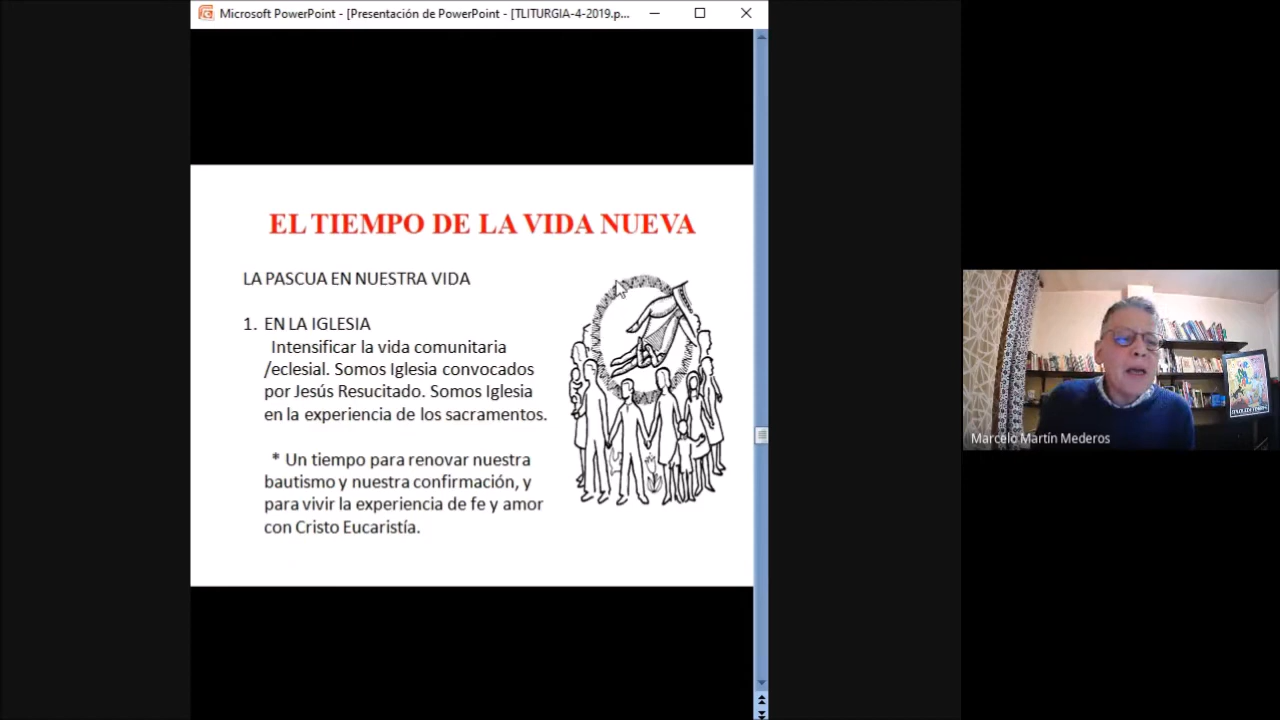 Microsoft PowerPoint - [Presentación de PowerPoint - [TLITURGIA-4-2019.p...
EL TIEMPO DE LA VIDA NUEVA
LA PASCUA EN NUESTRA VIDA
1. EN LA IGLESIA
Intensificar la vida comunitaria
/eclesial. Somos Iglesia convocados
por Jesús Resucitado. Somos Iglesia
en la experiencia de los sacramentos.
* Un tiempo para renovar nuestra
bautismo y nuestra confirmación, y
para vivir la experiencia de fe y amor
con Cristo Eucaristía.
Marcelo Martín Mederos